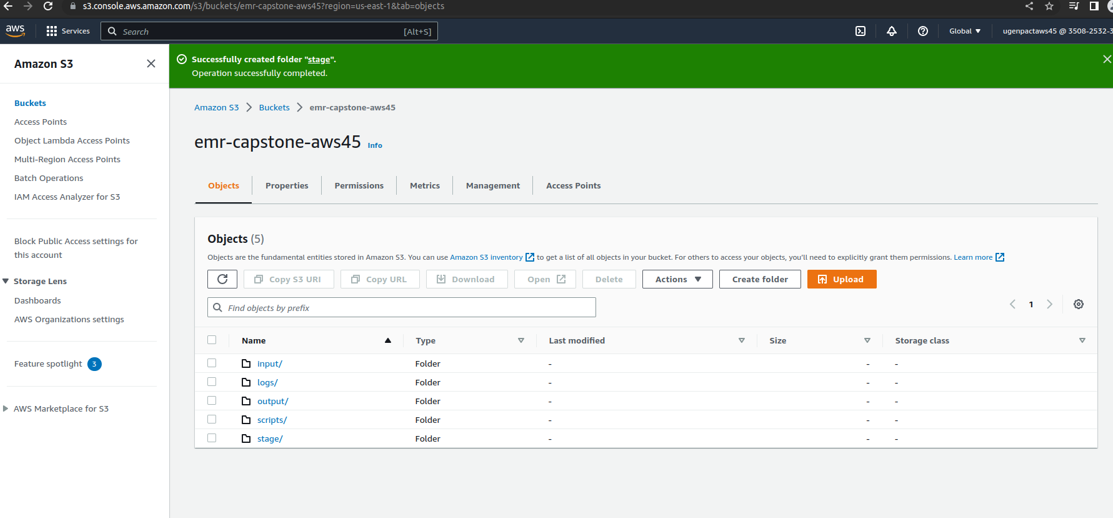 s3.console.aws.amazon.com/s3/buckets/emr-capstone-aws45?region=us-east-1&tab=objects
aws Services Search [Alt+S] Global ugenpactaws45 @ 3508-2532-3
Amazon S3
Buckets
Access Points
Object Lambda Access Points
Multi-Region Access Points
Batch Operations
IAM Access Analyzer for S3
Block Public Access settings for
this account
Storage Lens
Dashboards
AWS Organizations settings
Feature spotlight 3
AWS Marketplace for S3
Successfully created folder "stage".
Operation successfully completed.
Amazon S3 > Buckets > emr-capstone-aws45
emr-capstone-aws45 Info
Objects Properties Permissions Metrics Management Access Points
Objects (5)
Objects are the fundamental entities stored in Amazon S3. You can use Amazon S3 inventory to get a list of all objects in your bucket. For others to access your objects, you'll need to explicitly grant them permissions. Learn more
Copy S3 URI Copy URL Download Open Delete Actions Create folder Upload
Find objects by prefix
1
Name Type Last modified Size Storage class
Input/ Folder - - -
logs/ Folder - - -
output/ Folder - - -
scripts/ Folder - - -
stage/ Folder - - -